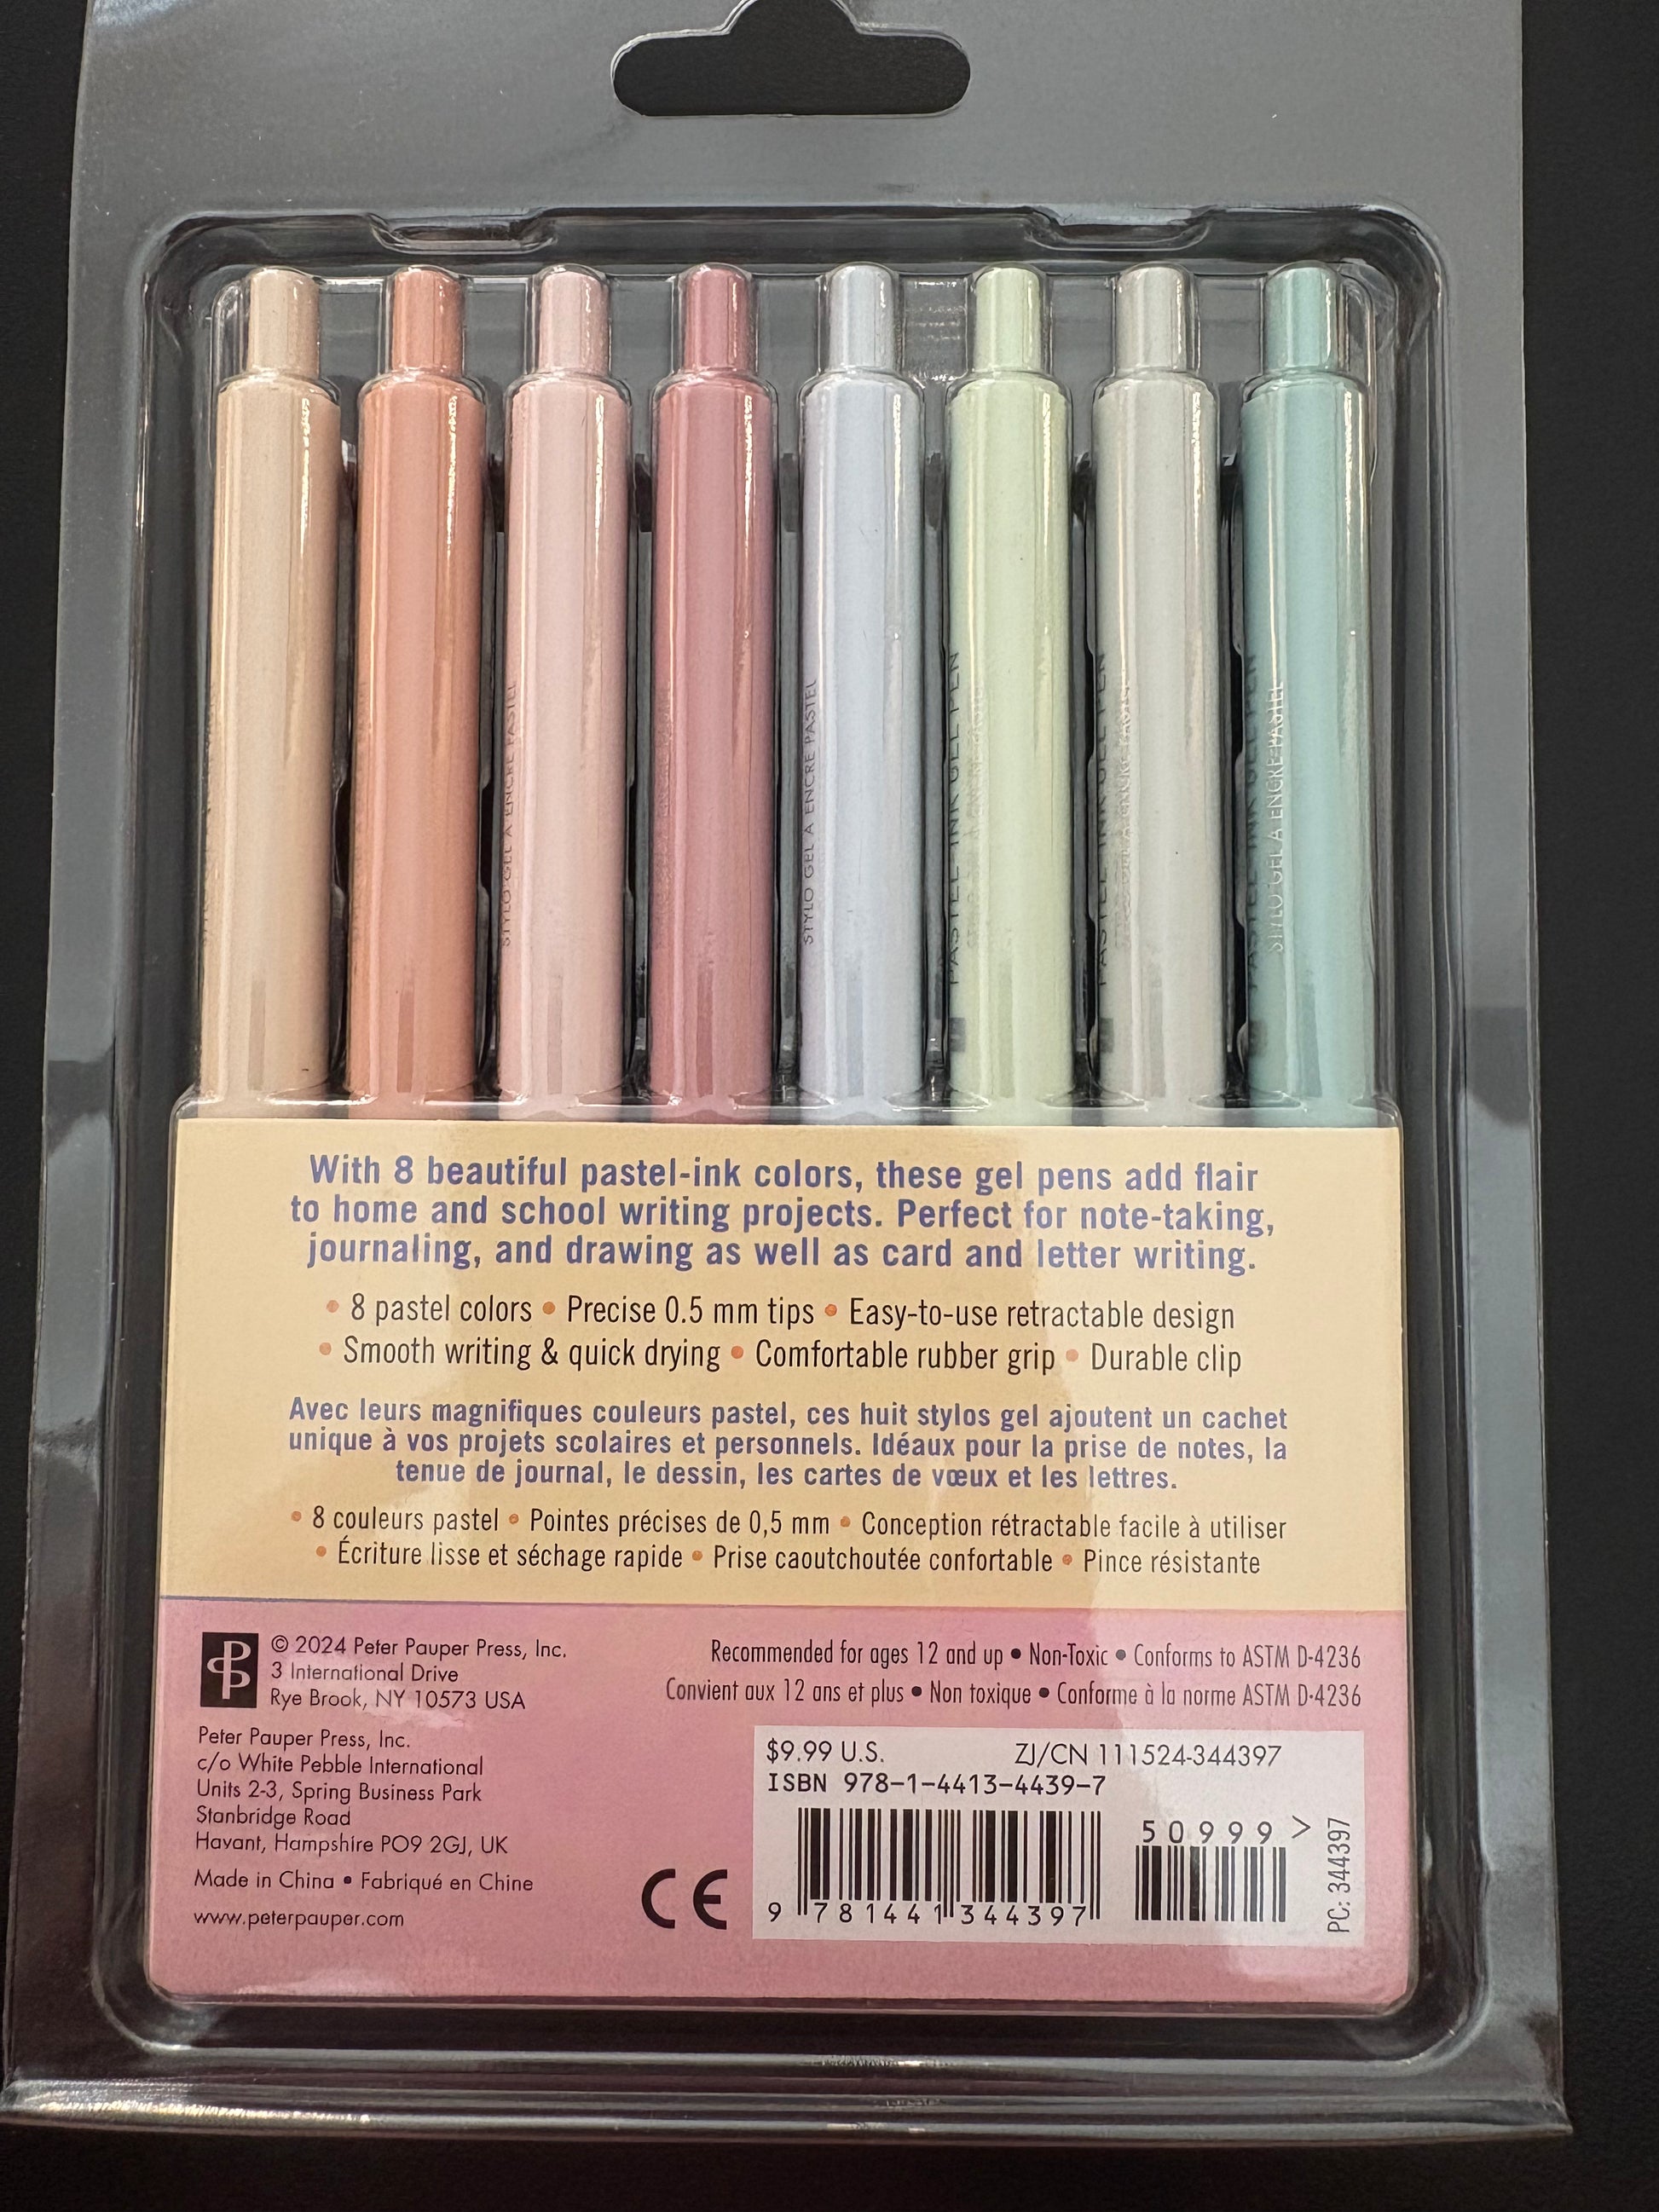 STYLO GEL A ENCRE PASTEL
STYLO GEL A ENCRE PASTEL
PASTEL INK GEL PEN
STYLO GEL A ENCRE PASTEL
PASTEL INK GEL PEN
STYLO GEL A ENCRE PASTEL
PASTEL INK GEL PEN
STYLO GEL A ENCRE PASTEL
With 8 beautiful pastel-ink colors, these gel pens add flair
to home and school writing projects. Perfect for note-taking,
journaling, and drawing as well as card and letter writing.
• 8 pastel colors • Precise 0.5 mm tips • Easy-to-use retractable design
• Smooth writing & quick drying • Comfortable rubber grip • Durable clip
Avec leurs magnifiques couleurs pastel, ces huit stylos gel ajoutent un cachet
unique à vos projets scolaires et personnels. Idéaux pour la prise de notes, la
tenue de journal, le dessin, les cartes de vœux et les lettres.
• 8 couleurs pastel • Pointes précises de 0,5 mm • Conception rétractable facile à utiliser
• Écriture lisse et séchage rapide • Prise caoutchoutée confortable • Pince résistante
© 2024 Peter Pauper Press, Inc.
3 International Drive
Rye Brook, NY 10573 USA
Peter Pauper Press, Inc.
c/o White Pebble International
Units 2-3, Spring Business Park
Stanbridge Road
Havant, Hampshire PO9 2GJ, UK
Made in China • Fabriqué en Chine
www.peterpauper.com
Recommended for ages 12 and up • Non-Toxic • Conforms to ASTM D-4236
Convient aux 12 ans et plus • Non toxique • Conforme à la norme ASTM D-4236
CE
$9.99 U.S. ZJ/CN 111524-344397
ISBN 978-1-4413-4439-7
50999 >
9 781441 344397
PC: 344397